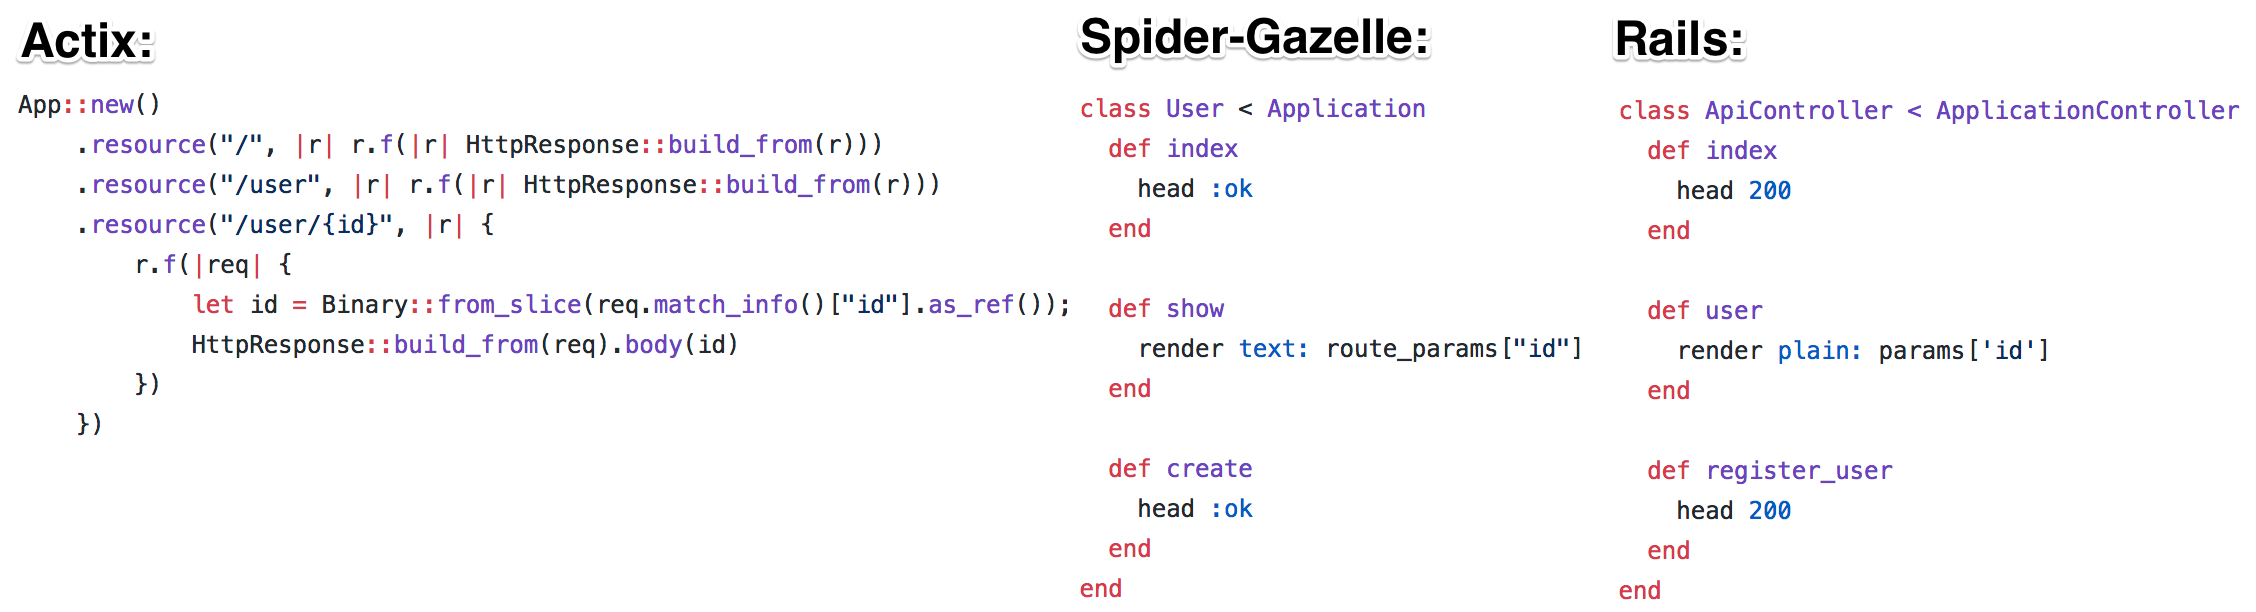 Actix:
App::new()
    .resource("/", |r| r.f(|r| HttpResponse::build_from(r)))
    .resource("/user", |r| r.f(|r| HttpResponse::build_from(r)))
    .resource("/user/{id}", |r| {
        r.f(|req| {
            let id = Binary::from_slice(req.match_info()["id"].as_ref());
            HttpResponse::build_from(req).body(id)
        })
    })
Spider-Gazelle:
class User < Application
  def index
    head :ok
  end

  def show
    render text: route_params["id"]
  end

  def create
    head :ok
  end
end
Rails:
class ApiController < ApplicationController
  def index
    head 200
  end

  def user
    render plain: params['id']
  end

  def register_user
    head 200
  end
end